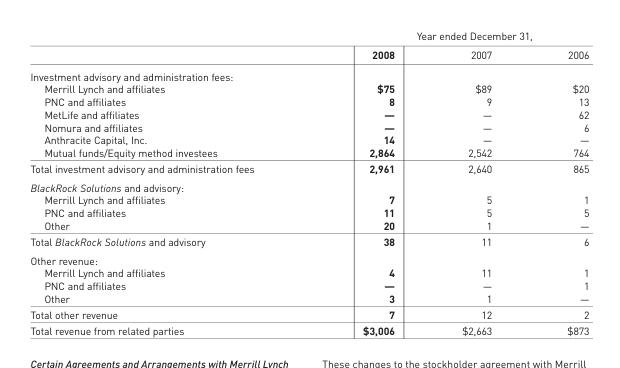 Year ended December 31,
2008 2007 2006
Investment advisory and administration fees:
Merrill Lynch and affiliates $75 $89 $20
PNC and affiliates 8 9 13
MetLife and affiliates — — 62
Nomura and affiliates — — 6
Anthracite Capital, Inc. 14 — —
Mutual funds/Equity method investees 2,864 2,542 764
Total investment advisory and administration fees 2,961 2,640 865
BlackRock Solutions and advisory:
Merrill Lynch and affiliates 7 5 1
PNC and affiliates 11 5 5
Other 20 1 —
Total BlackRock Solutions and advisory 38 11 6
Other revenue:
Merrill Lynch and affiliates 4 11 1
PNC and affiliates — — 1
Other 3 1 —
Total other revenue 7 12 2
Total revenue from related parties $3,006 $2,663 $873
Certain Agreements and Arrangements with Merrill Lynch
These changes to the stockholder agreement with Merrill